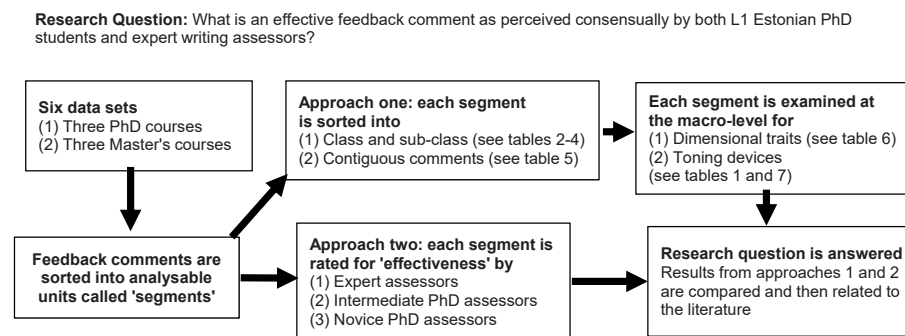 Research Question: What is an effective feedback comment as perceived consensually by both L1 Estonian PhD
students and expert writing assessors?
Six data sets
(1) Three PhD courses
(2) Three Master's courses
Approach one: each segment
is sorted into
(1) Class and sub-class (see tables 2-4)
(2) Contiguous comments (see table 5)
Each segment is examined at
the macro-level for
(1) Dimensional traits (see table 6)
(2) Toning devices
(see tables 1 and 7)
Feedback comments are
sorted into analysable
units called 'segments'
Approach two: each segment is
rated for 'effectiveness' by
(1) Expert assessors
(2) Intermediate PhD assessors
(3) Novice PhD assessors
Research question is answered
Results from approaches 1 and 2
are compared and then related to
the literature